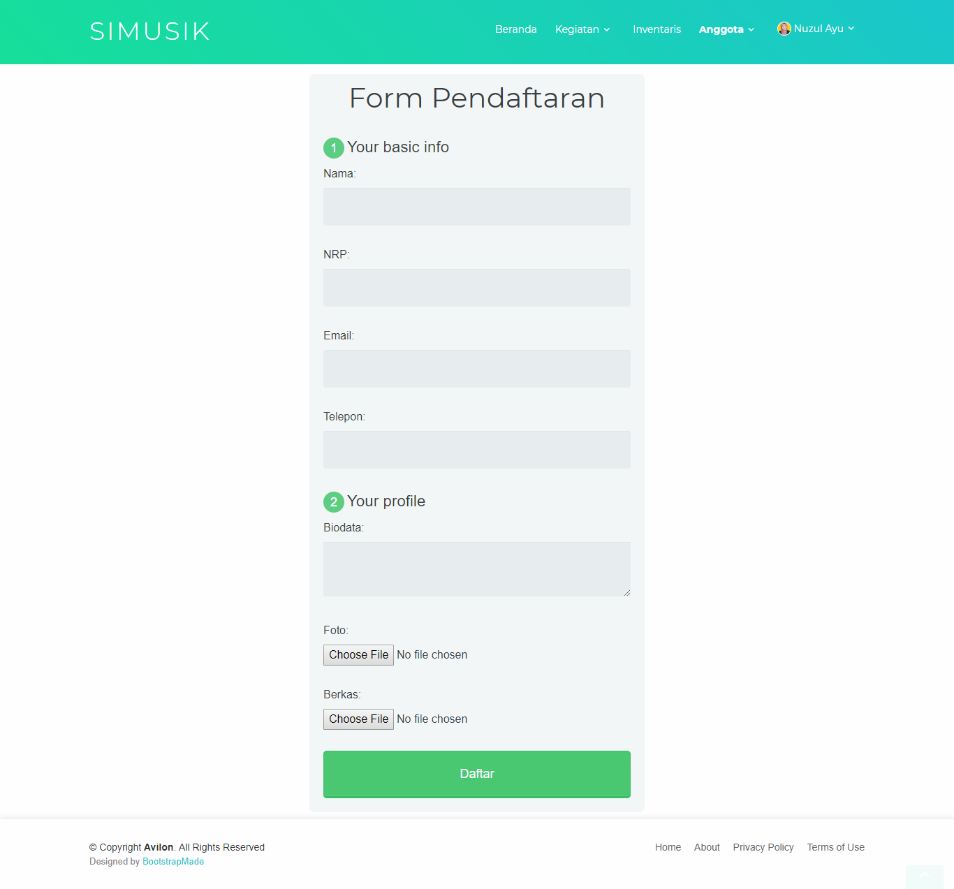 SIMUSIK
Beranda Kegiatan Inventaris Anggota Nuzul Ayu
Form Pendaftaran
1 Your basic info
Nama:
NRP:
Email:
Telepon:
2 Your profile
Biodata:
Foto:
Choose File No file chosen
Berkas:
Choose File No file chosen
Daftar
© Copyright Avilon. All Rights Reserved
Designed by BootstrapMade
Home About Privacy Policy Terms of Use